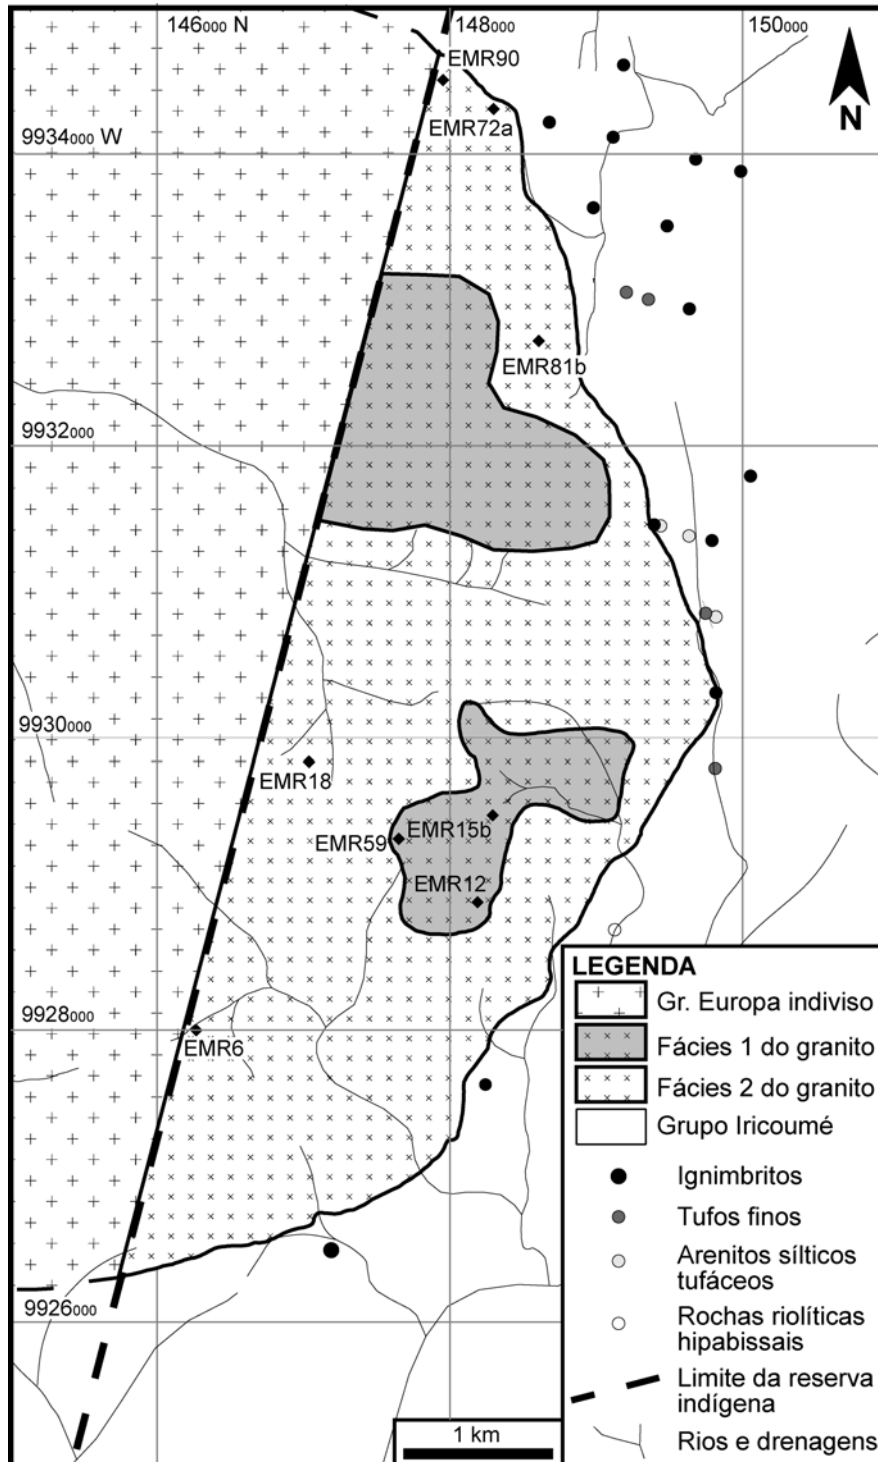 146000 N
148000
150000
EMR90
EMR72a
N
9934000 W
EMR81b
9932000
9930000
EMR18
EMR59
EMR15b
EMR12
9928000
EMR6
9926000
LEGENDA
Gr. Europa indiviso
Fácies 1 do granito
Fácies 2 do granito
Grupo Iricoumé
Ignimbritos
Tufos finos
Arenitos sílticos
tufáceos
Rochas riolíticas
hipabissais
Limite da reserva
indígena
Rios e drenagens
1 km